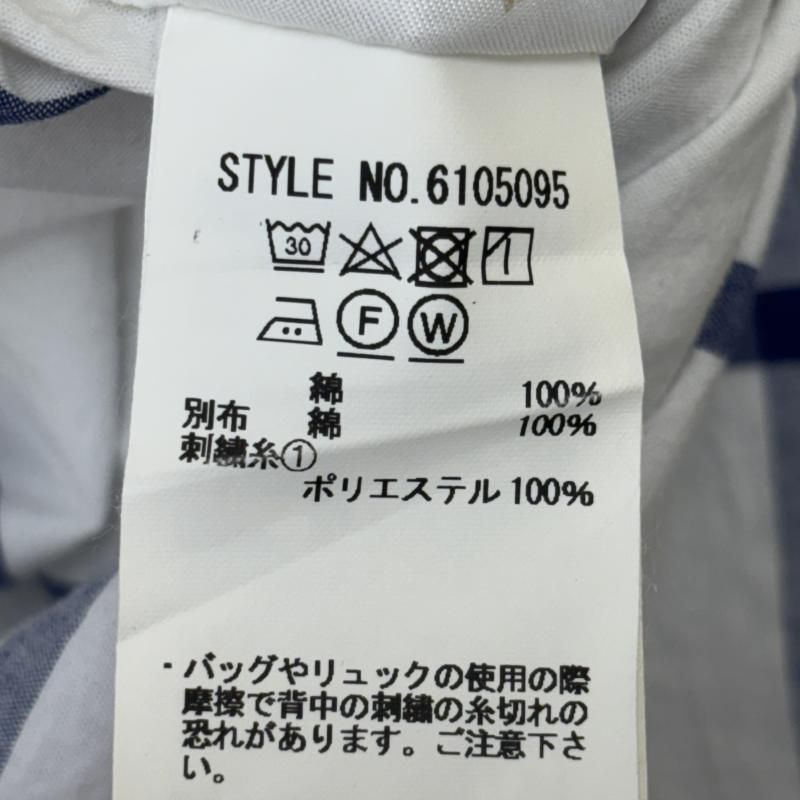 STYLE NO.6105095
30
F W
綿 100%
別布 綿 100%
刺繍糸①
ポリエステル 100%
・バッグやリュックの使用の際
摩擦で背中の刺繍の糸切れの
恐れがあります。ご注意下さ
い。